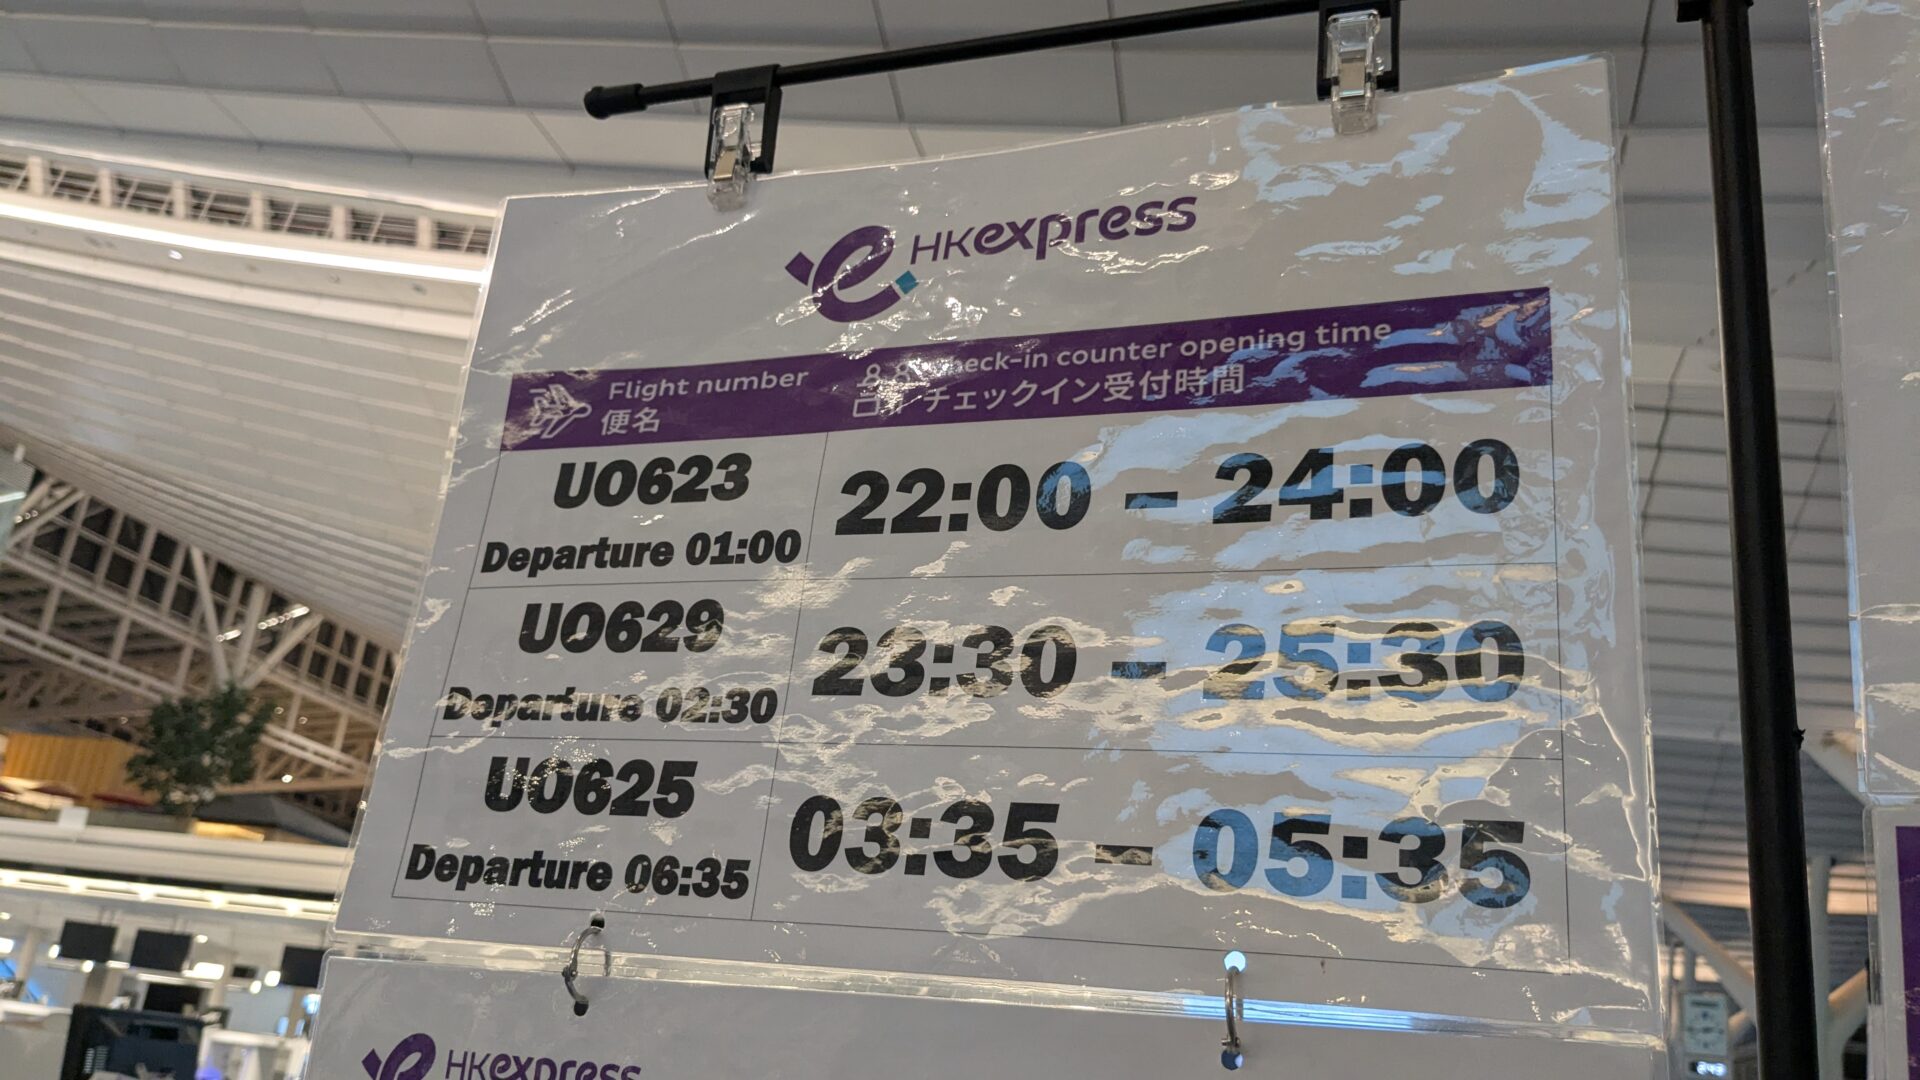 HKexpress
Flight number
便名
Check-in counter opening time
チェックイン受付時間
UO623
Departure 01:00
22:00 – 24:00
UO629
Departure 02:30
23:30 – 25:30
UO625
Departure 06:35
03:35 – 05:35
HKexpress